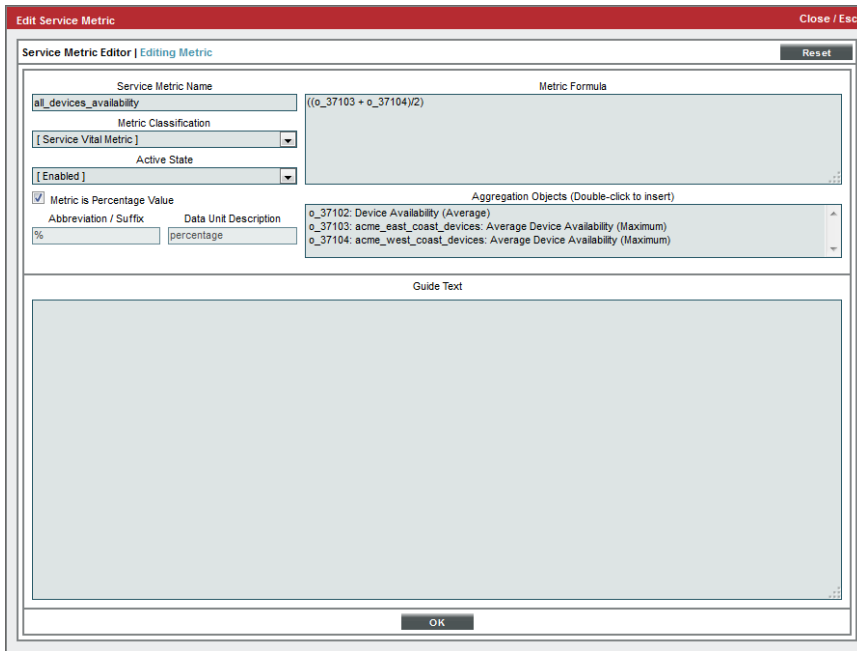 Edit Service Metric
Close / Esc
Service Metric Editor | Editing Metric
Reset
Service Metric Name
all_devices_availability
Metric Classification
[ Service Vital Metric ]
Active State
[ Enabled ]
Metric is Percentage Value
Abbreviation / Suffix
Data Unit Description
%
percentage
Metric Formula
((o_37103 + o_37104)/2)
Aggregation Objects (Double-click to insert)
o_37102: Device Availability (Average)
o_37103: acme_east_coast_devices: Average Device Availability (Maximum)
o_37104: acme_west_coast_devices: Average Device Availability (Maximum)
Guide Text
OK